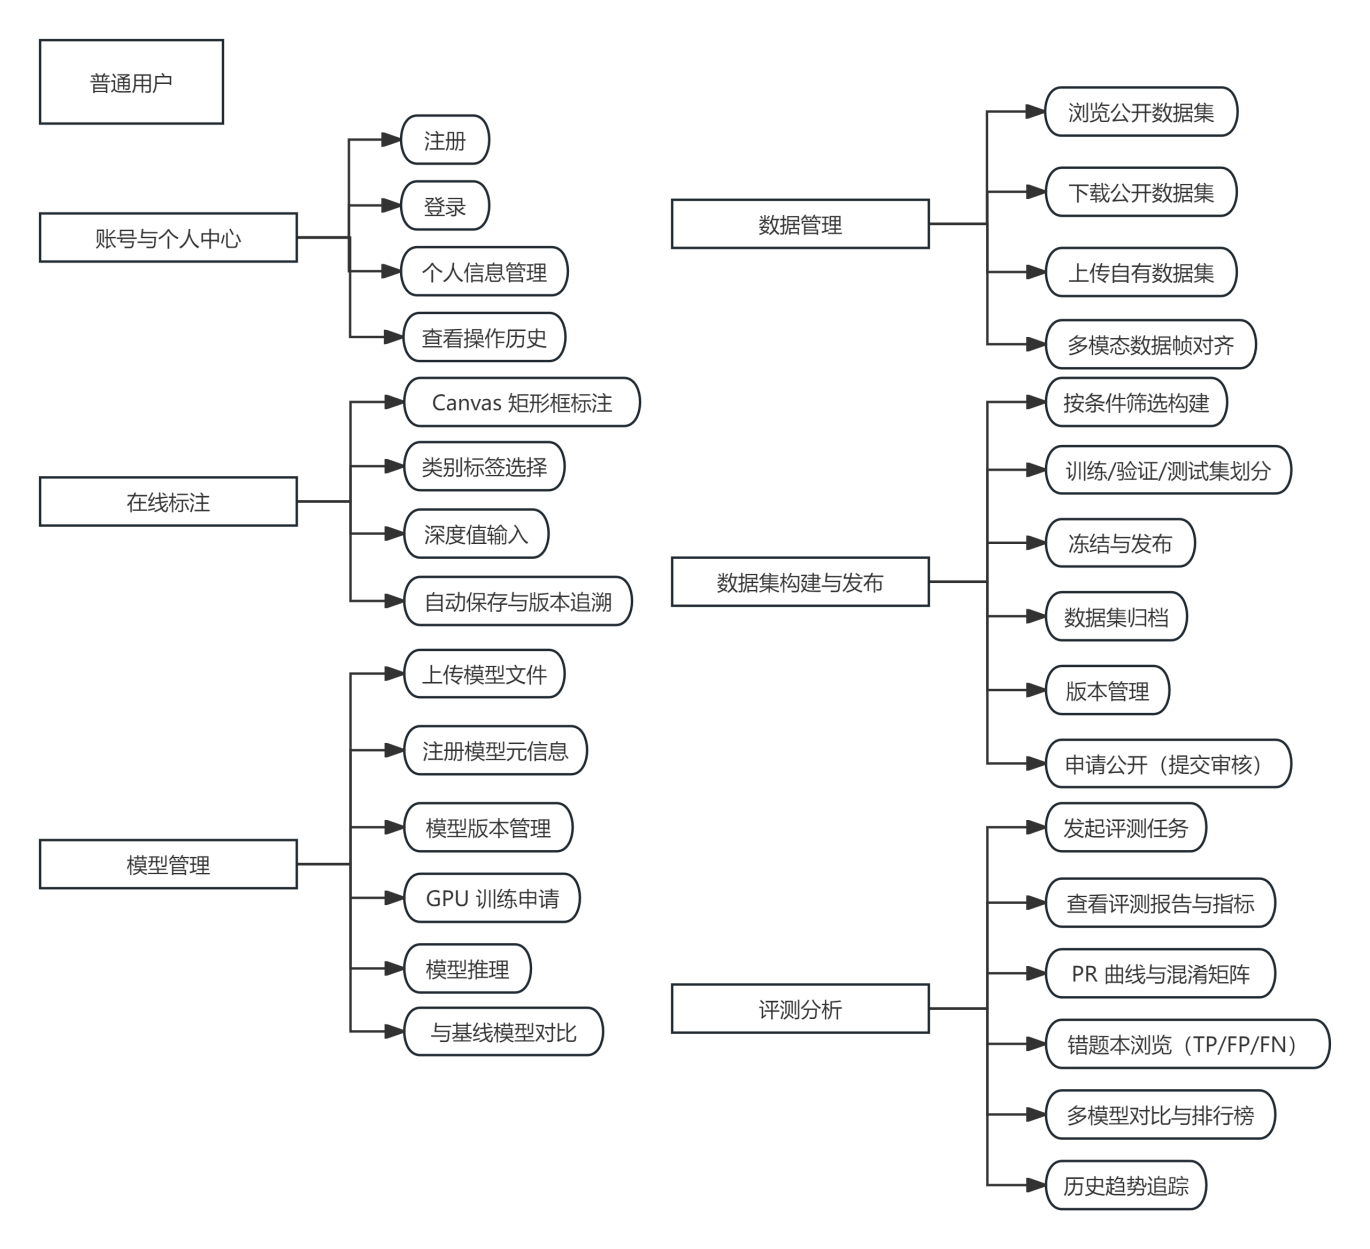 普通用户
账号与个人中心
注册
登录
个人信息管理
查看操作历史
在线标注
Canvas 矩形框标注
类别标签选择
深度值输入
自动保存与版本追溯
模型管理
上传模型文件
注册模型元信息
模型版本管理
GPU 训练申请
模型推理
与基线模型对比
数据管理
浏览公开数据集
下载公开数据集
上传自有数据集
多模态数据帧对齐
数据集构建与发布
按条件筛选构建
训练/验证/测试集划分
冻结与发布
数据集归档
版本管理
申请公开（提交审核）
评测分析
发起评测任务
查看评测报告与指标
PR 曲线与混淆矩阵
错题本浏览（TP/FP/FN）
多模型对比与排行榜
历史趋势追踪